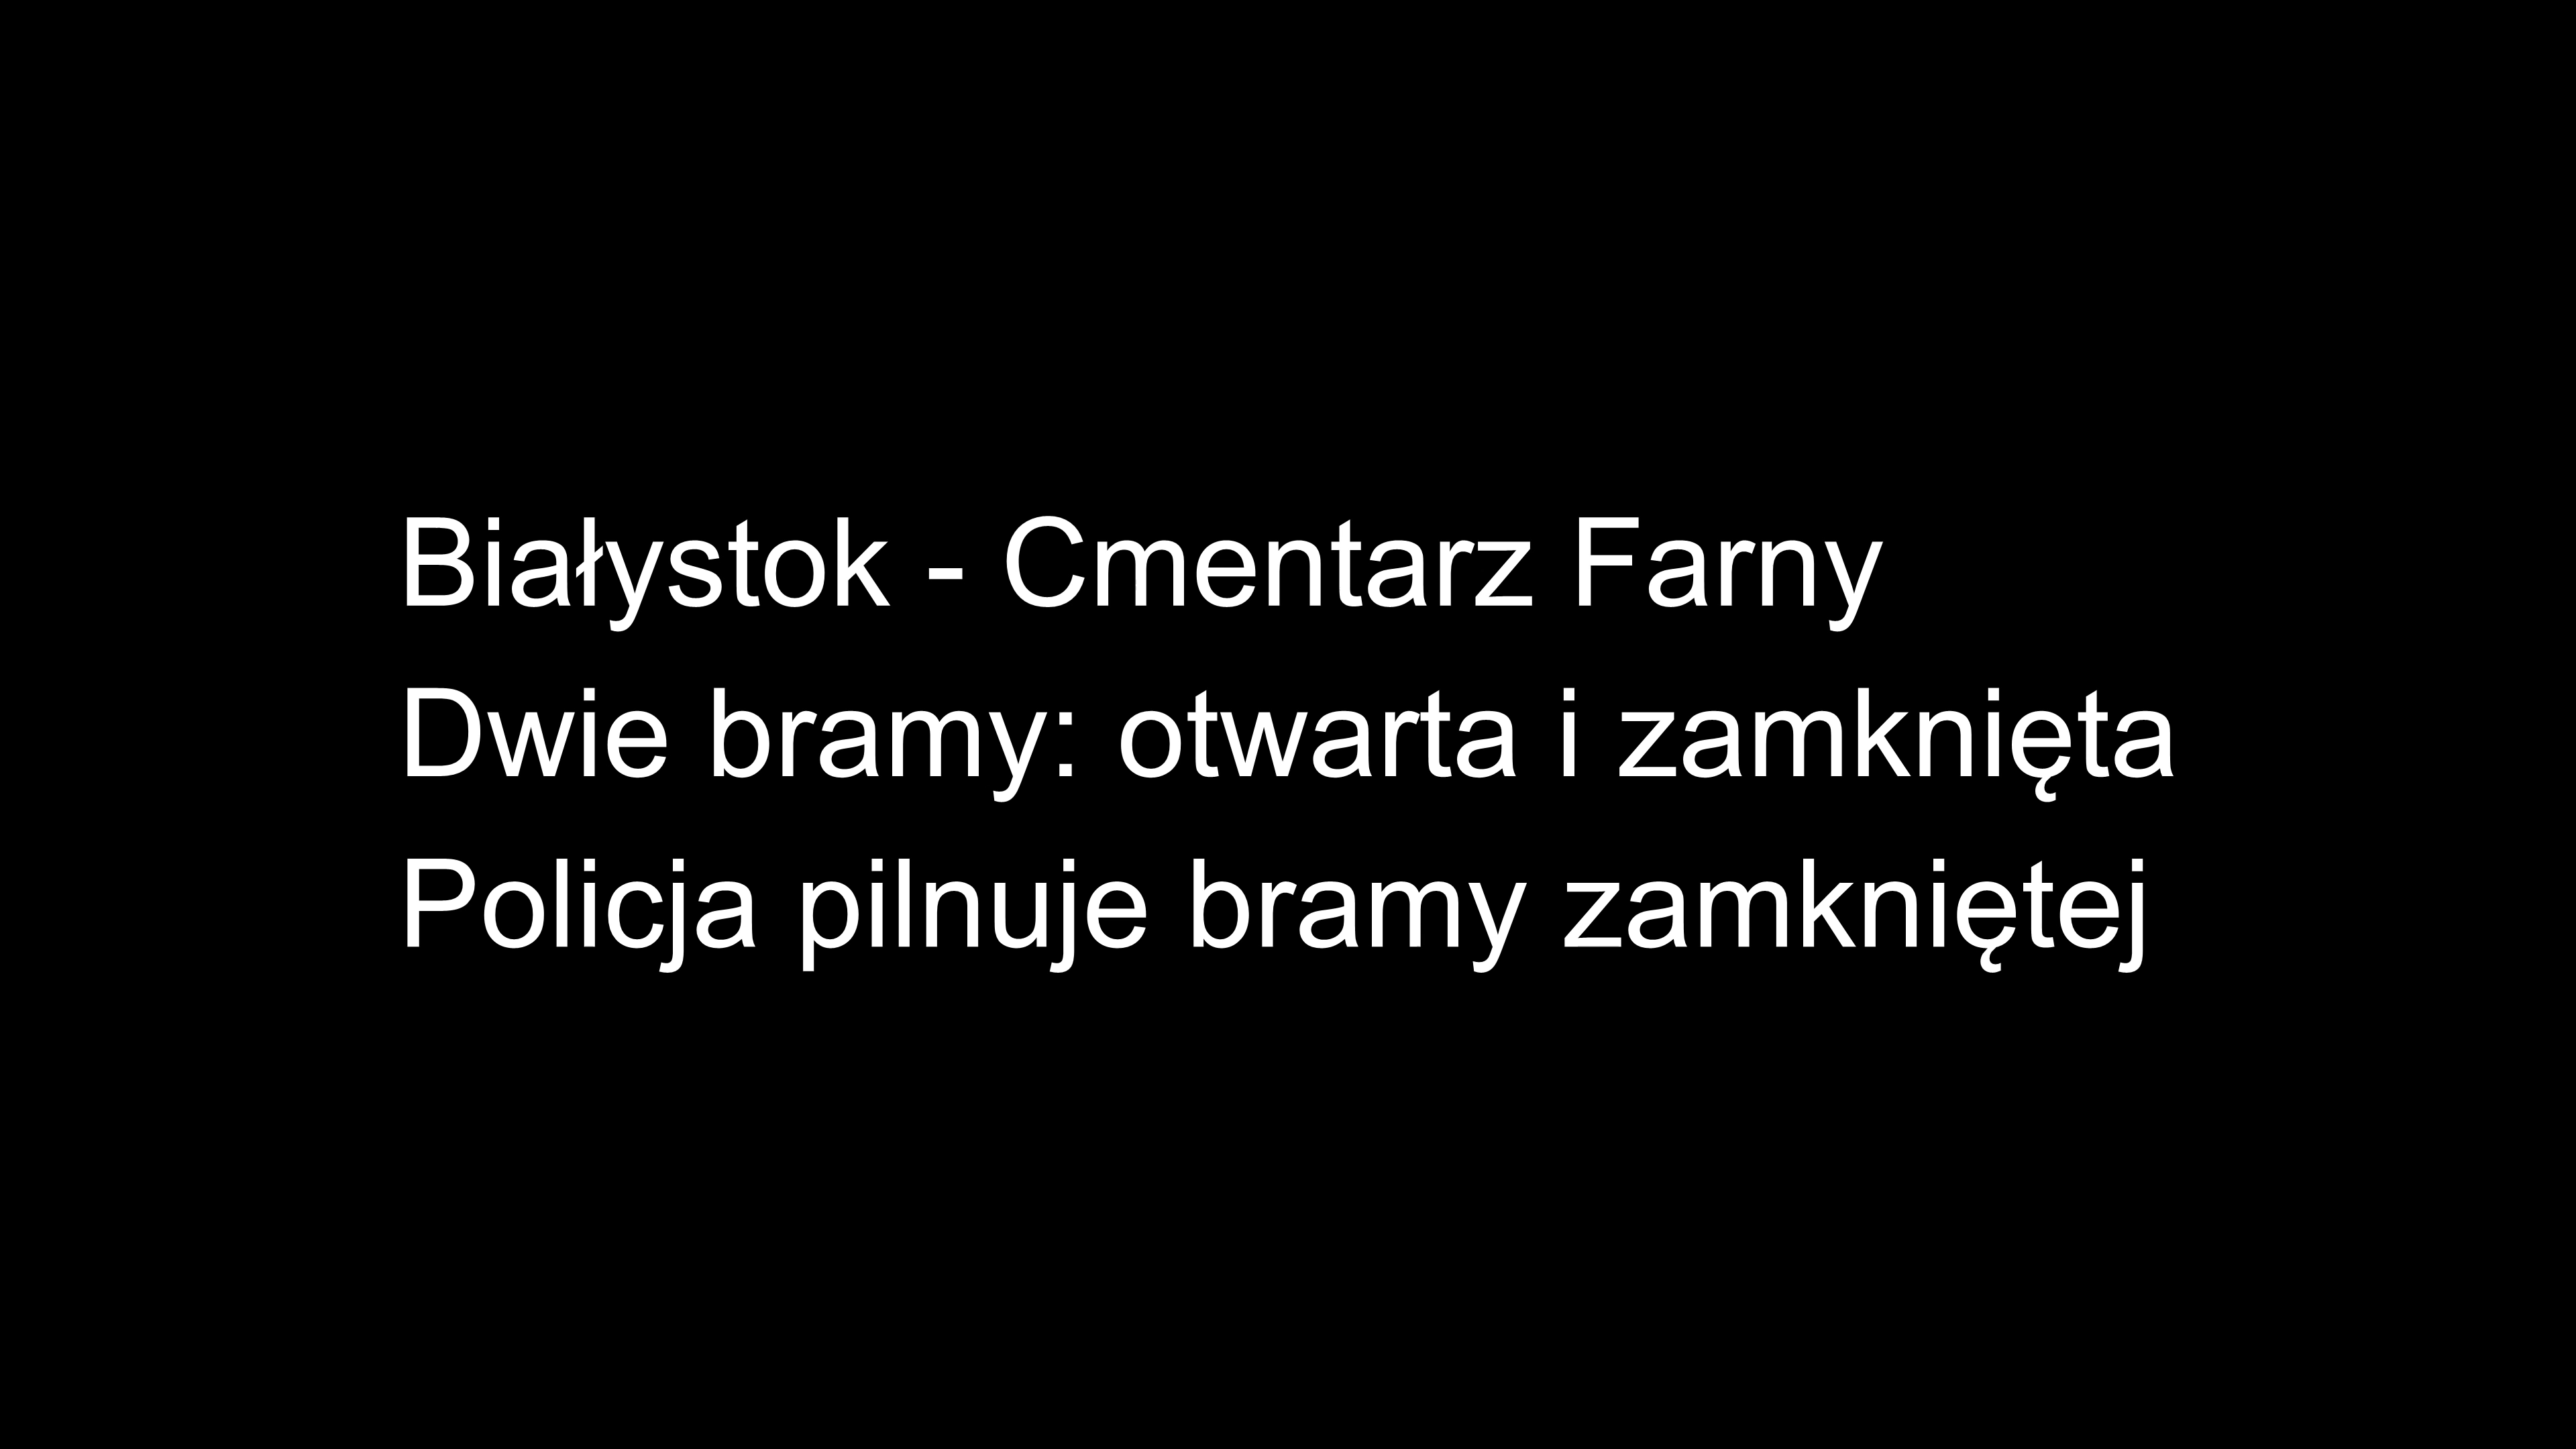 Białystok - Cmentarz Farny
Dwie bramy: otwarta i zamknięta
Policja pilnuje bramy zamkniętej